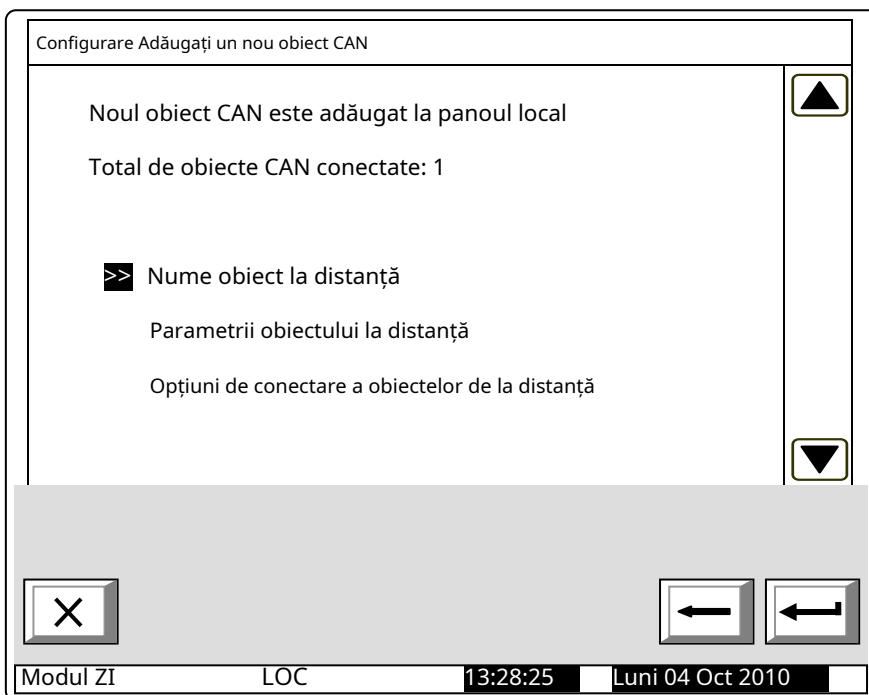 Configurare Adăugați un nou obiect CAN
Noul obiect CAN este adăugat la panoul local
Total de obiecte CAN conectate: 1
>> Nume obiect la distanță
Parametrii obiectului la distanță
Opțiuni de conectare a obiectelor de la distanță
Modul ZI LOC 13:28:25 Luni 04 Oct 2010